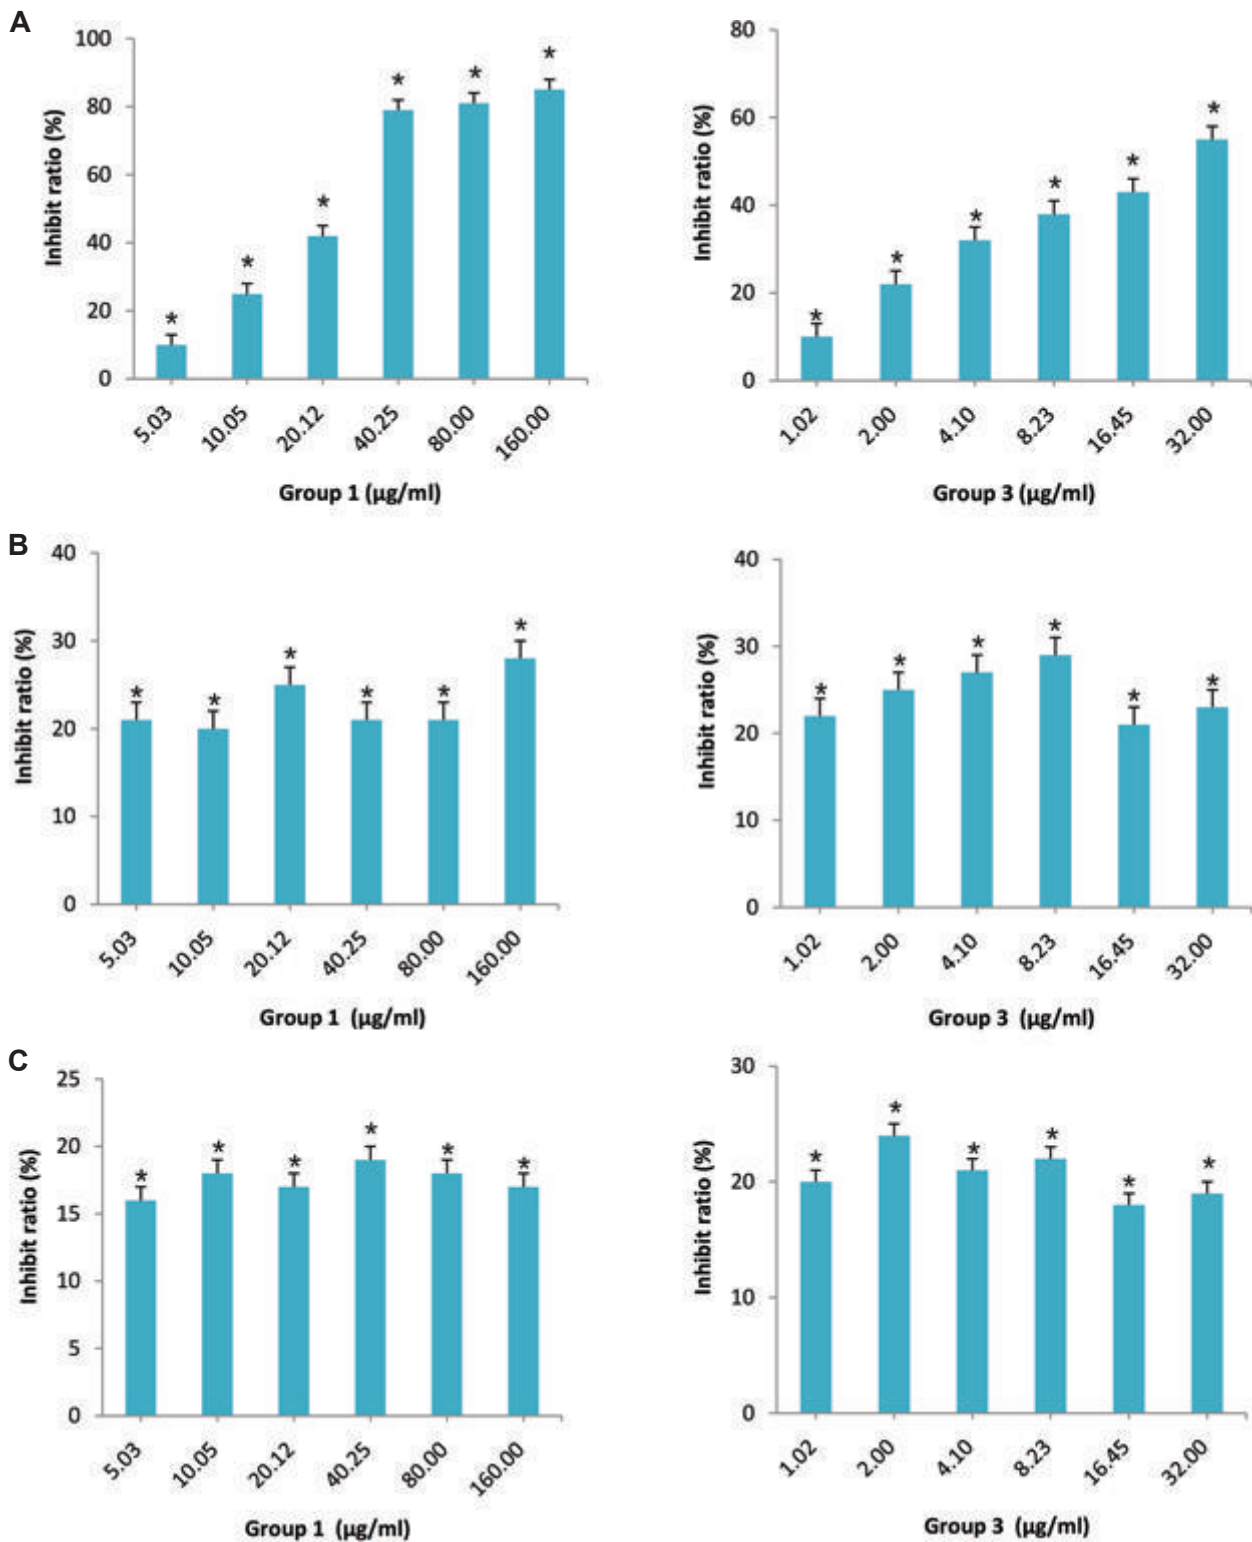 A
Inhibit ratio (%)
100
80
60
40
20
0
* * * * * *
5.03 10.05 20.12 40.25 80.00 160.00
Group 1 (μg/ml)
Inhibit ratio (%)
80
60
40
20
0
* * * * * *
1.02 2.00 4.10 8.23 16.45 32.00
Group 3 (μg/ml)
B
Inhibit ratio (%)
40
30
20
10
0
* * * * * *
5.03 10.05 20.12 40.25 80.00 160.00
Group 1 (μg/ml)
Inhibit ratio (%)
40
30
20
10
0
* * * * * *
1.02 2.00 4.10 8.23 16.45 32.00
Group 3 (μg/ml)
C
Inhibit ratio (%)
25
20
15
10
5
0
* * * * * *
5.03 10.05 20.12 40.25 80.00 160.00
Group 1 (μg/ml)
Inhibit ratio (%)
30
20
10
0
* * * * * *
1.02 2.00 4.10 8.23 16.45 32.00
Group 3 (μg/ml)